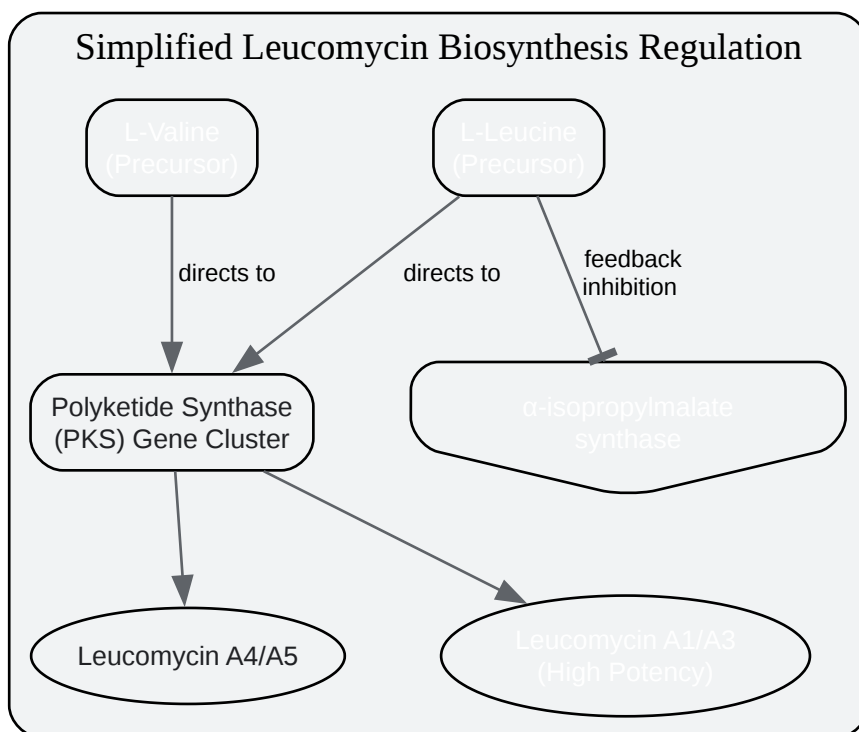 Simplified Leucomycin Biosynthesis Regulation
L-Valine
(Precursor)
L-Leucine
(Precursor)
directs to
directs to
feedback
inhibition
Polyketide Synthase
(PKS) Gene Cluster
α-isopropylmalate
synthase
Leucomycin A4/A5
Leucomycin A1/A3
(High Potency)